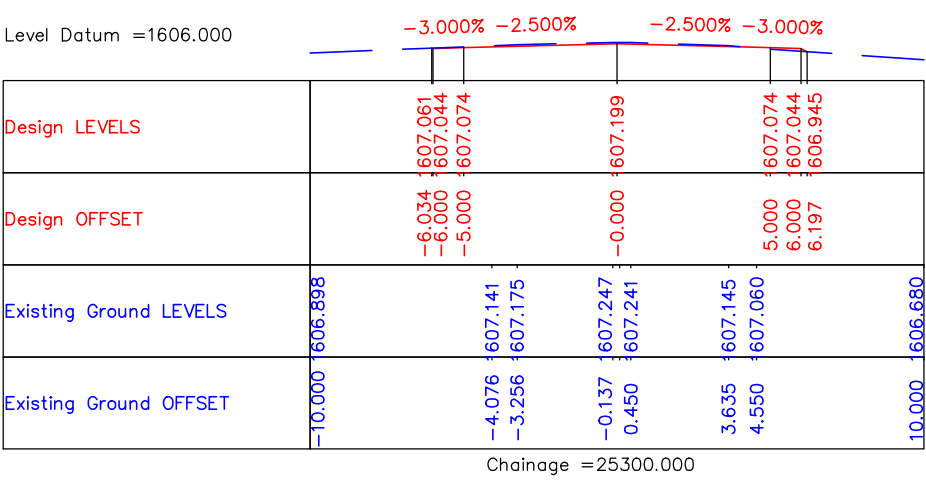 Level Datum =1606.000
-3.000% -2.500% -2.500% -3.000%
Design LEVELS
1607.061 1607.044 1607.074 1607.199 1607.074 1607.044 1606.945
Design OFFSET
-6.034 -6.000 -5.000 -0.000 5.000 6.000 6.197
Existing Ground LEVELS
1606.898 1607.141 1607.175 1607.247 1607.241 1607.145 1607.060 1606.680
Existing Ground OFFSET
-10.000 -4.076 -3.256 -0.137 0.450 3.635 4.550 10.000
Chainage =25300.000